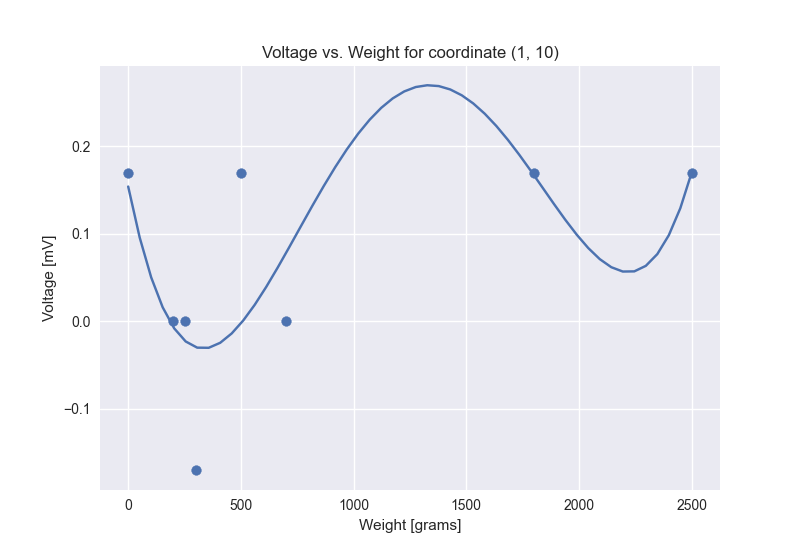 Voltage vs. Weight for coordinate (1, 10)
0.2
0.1
0.0
−0.1
Voltage [mV]
0 500 1000 1500 2000 2500
Weight [grams]